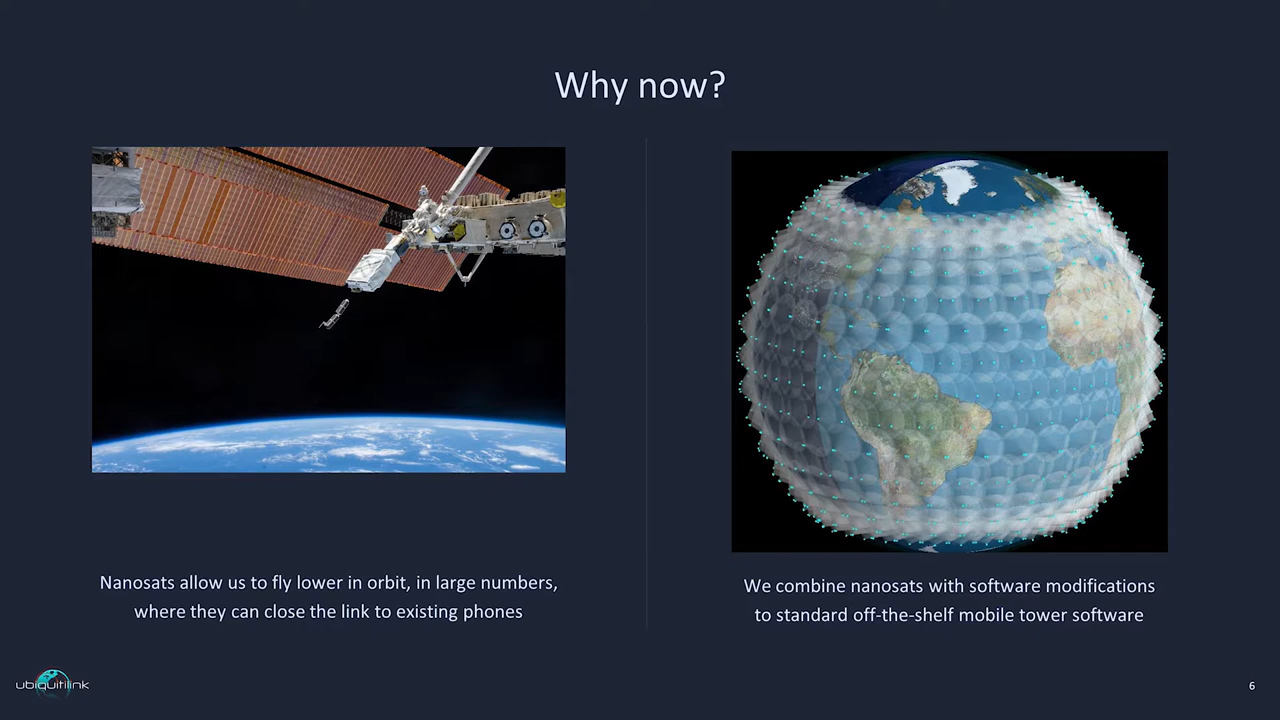 Why now?
Nanosats allow us to fly lower in orbit, in large numbers,
where they can close the link to existing phones
We combine nanosats with software modifications
to standard off-the-shelf mobile tower software
ubiquitilink
6